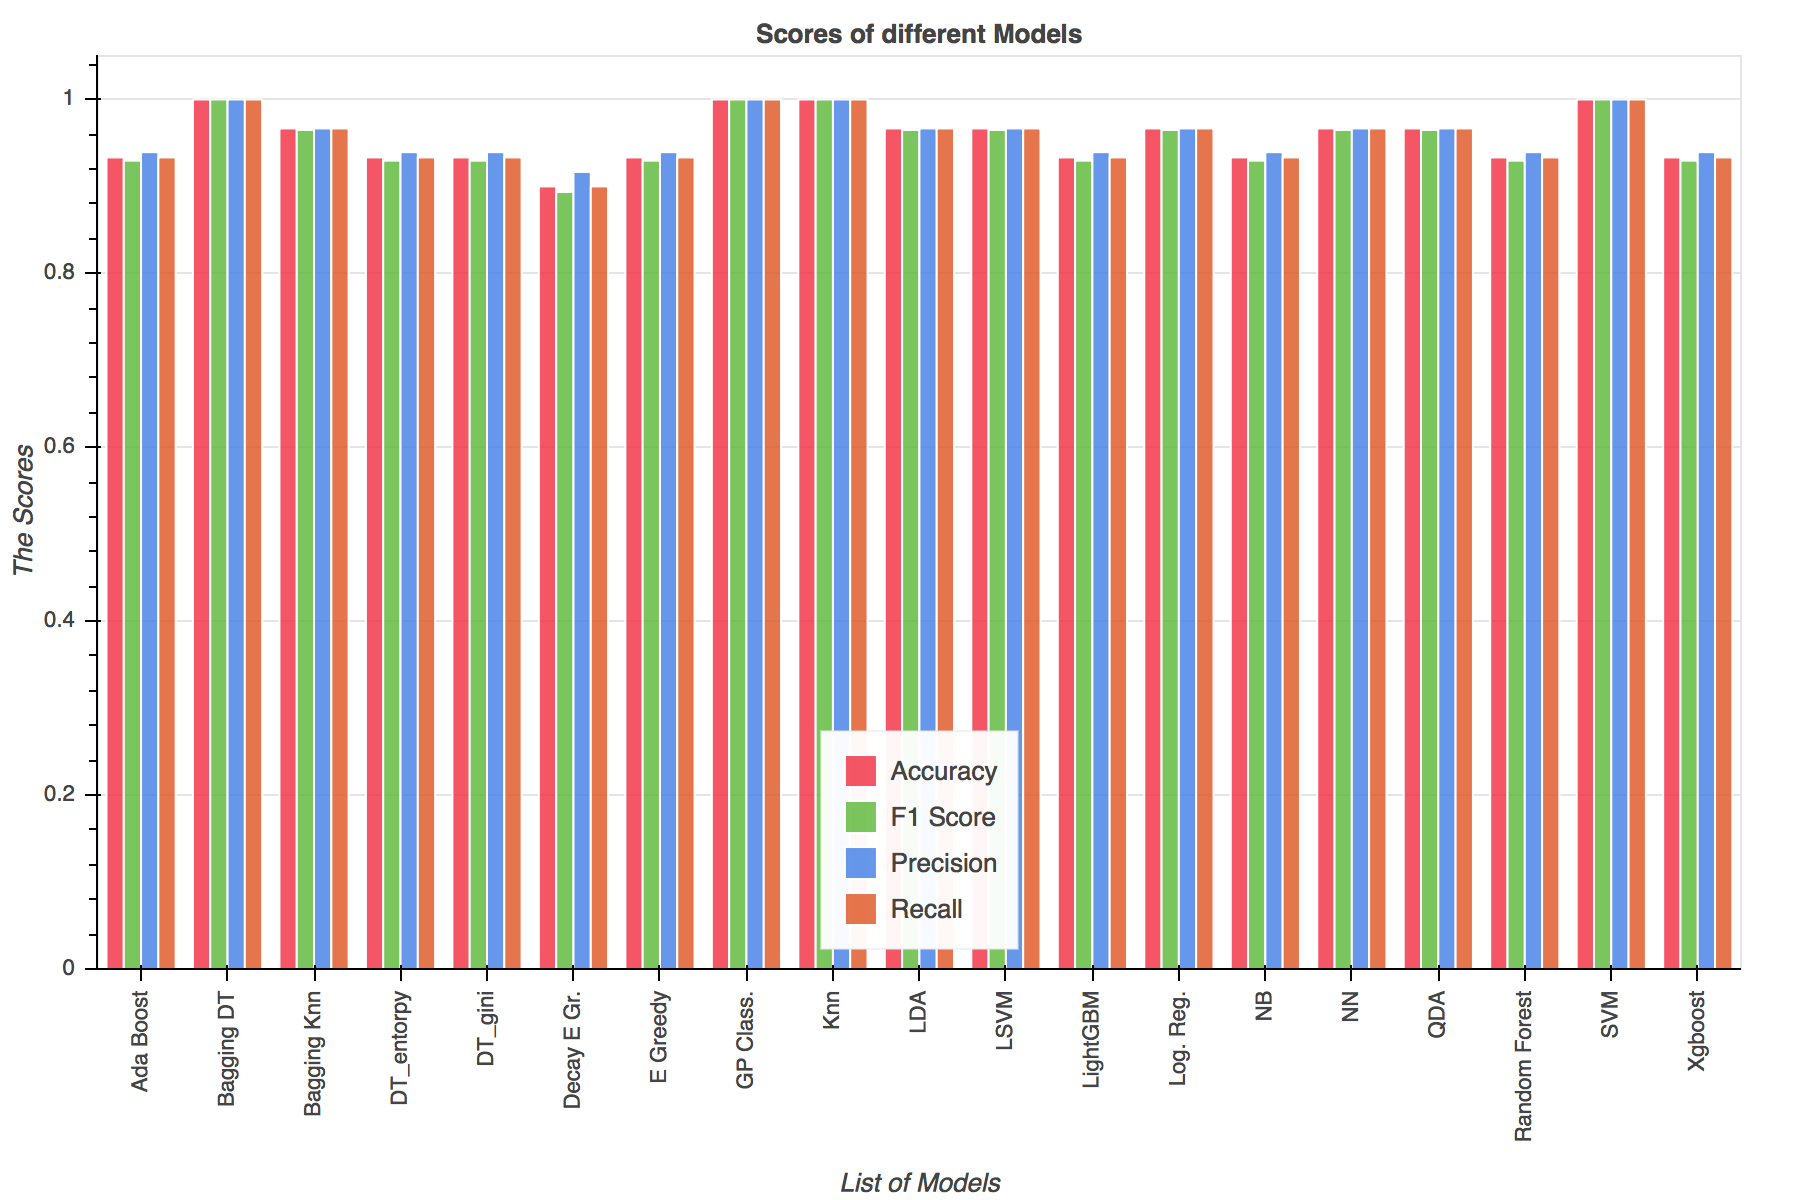 Scores of different Models
The Scores
1
0.8
0.6
0.4
0.2
0
Accuracy
F1 Score
Precision
Recall
Ada Boost
Bagging DT
Bagging Knn
DT_entorpy
DT_gini
Decay E Gr.
E Greedy
GP Class.
Knn
LDA
LSVM
LightGBM
Log. Reg.
NB
NN
QDA
Random Forest
SVM
Xgboost
List of Models